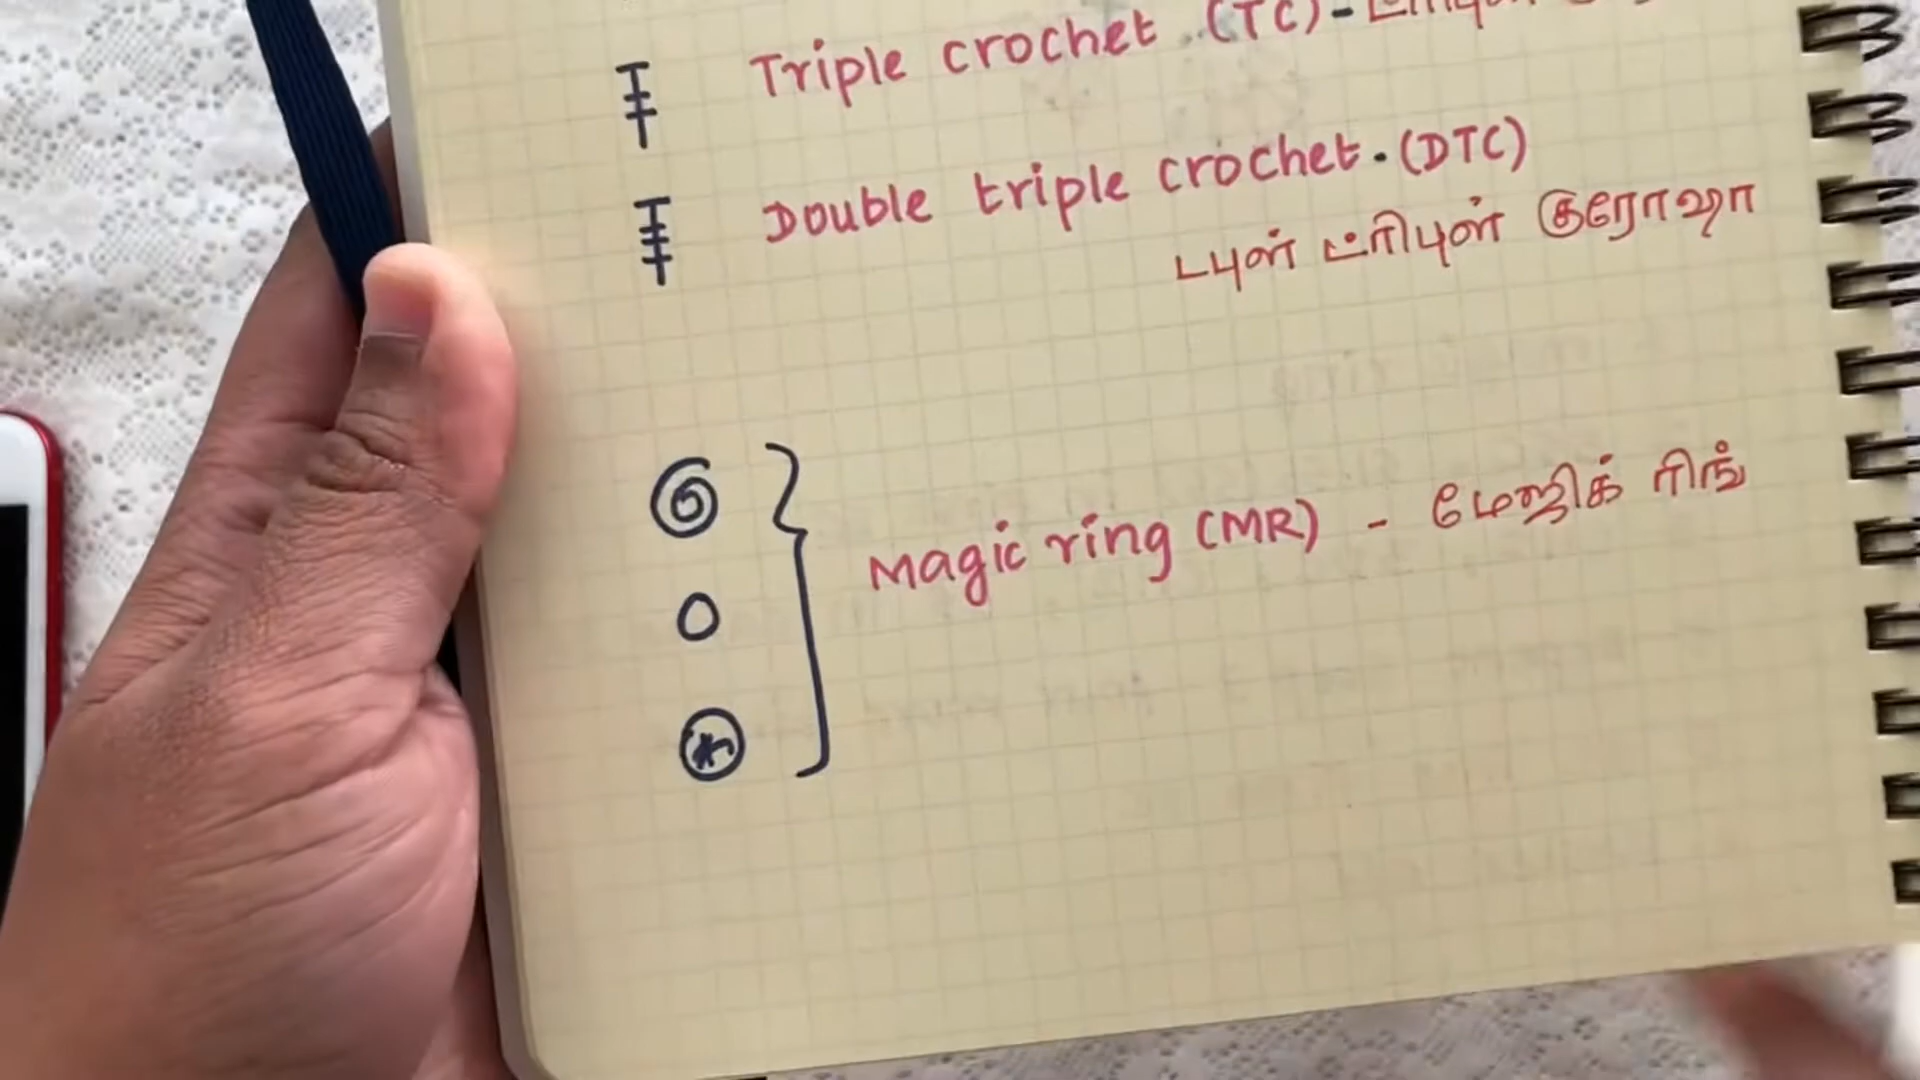 Triple crochet (TC) -
Double triple crochet. (DTC)
டபுள் ட்ரிபுள் குரோஷா
Magic ring (MR) - மேஜிக் ரிங்